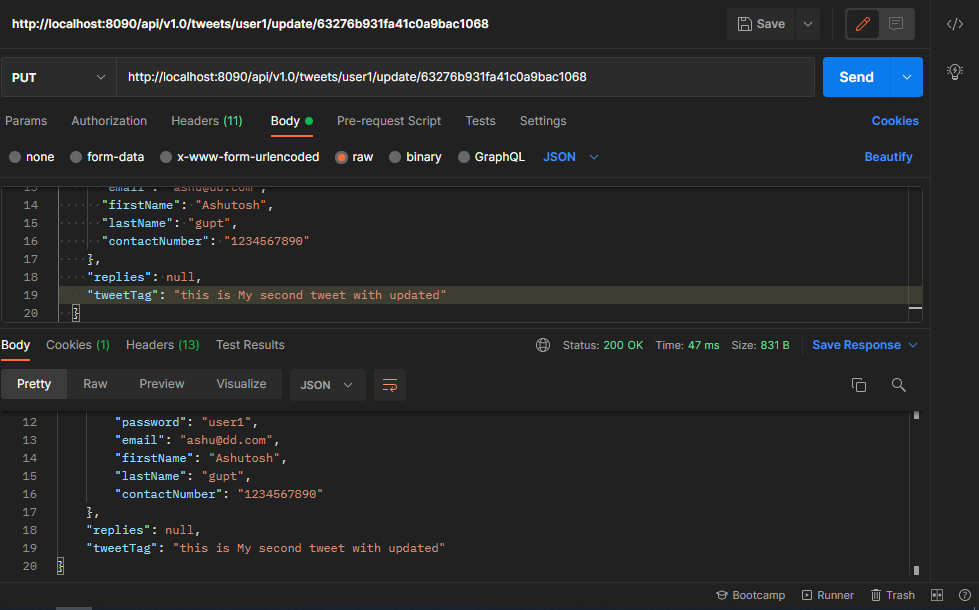 http://localhost:8090/api/v1.0/tweets/user1/update/63276b931fa41c0a9bac1068
Save
PUT
http://localhost:8090/api/v1.0/tweets/user1/update/63276b931fa41c0a9bac1068
Send
Params Authorization Headers (11) Body Pre-request Script Tests Settings Cookies
none form-data x-www-form-urlencoded raw binary GraphQL JSON Beautify
13 "email": "ashu@dd.com",
14 "firstName": "Ashutosh",
15 "lastName": "gupt",
16 "contactNumber": "1234567890"
17 },
18 "replies": null,
19 "tweetTag": "this is My second tweet with updated"
20 }
Body Cookies (1) Headers (13) Test Results Status: 200 OK Time: 47 ms Size: 831 B Save Response
Pretty Raw Preview Visualize JSON
12 "password": "user1",
13 "email": "ashu@dd.com",
14 "firstName": "Ashutosh",
15 "lastName": "gupt",
16 "contactNumber": "1234567890"
17 },
18 "replies": null,
19 "tweetTag": "this is My second tweet with updated"
20 }
Bootcamp Runner Trash